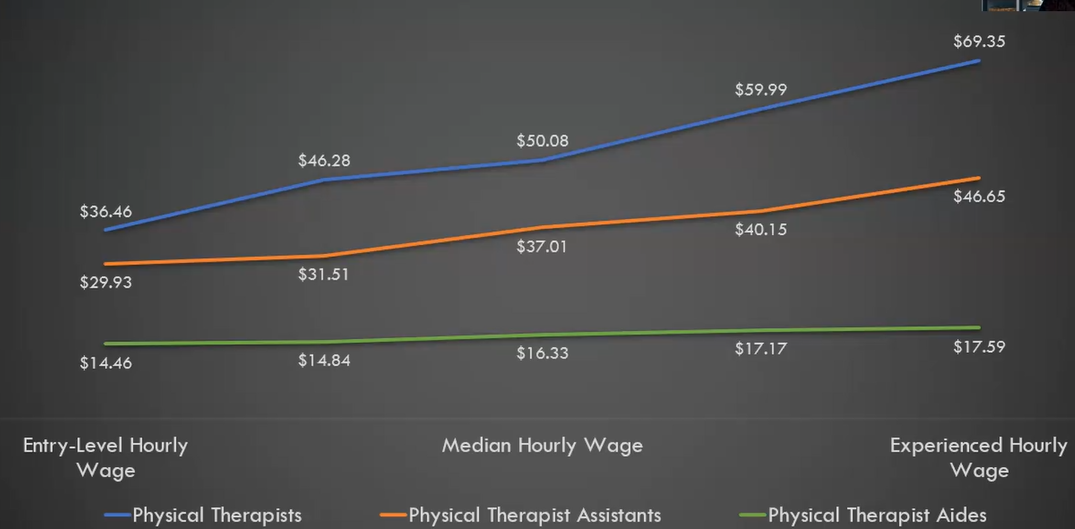 $69.35
$59.99
$50.08
$46.28
$36.46
$46.65
$40.15
$37.01
$31.51
$29.93
$17.59
$17.17
$16.33
$14.84
$14.46
Entry-Level Hourly
Wage
Median Hourly Wage
Experienced Hourly
Wage
Physical Therapists
Physical Therapist Assistants
Physical Therapist Aides